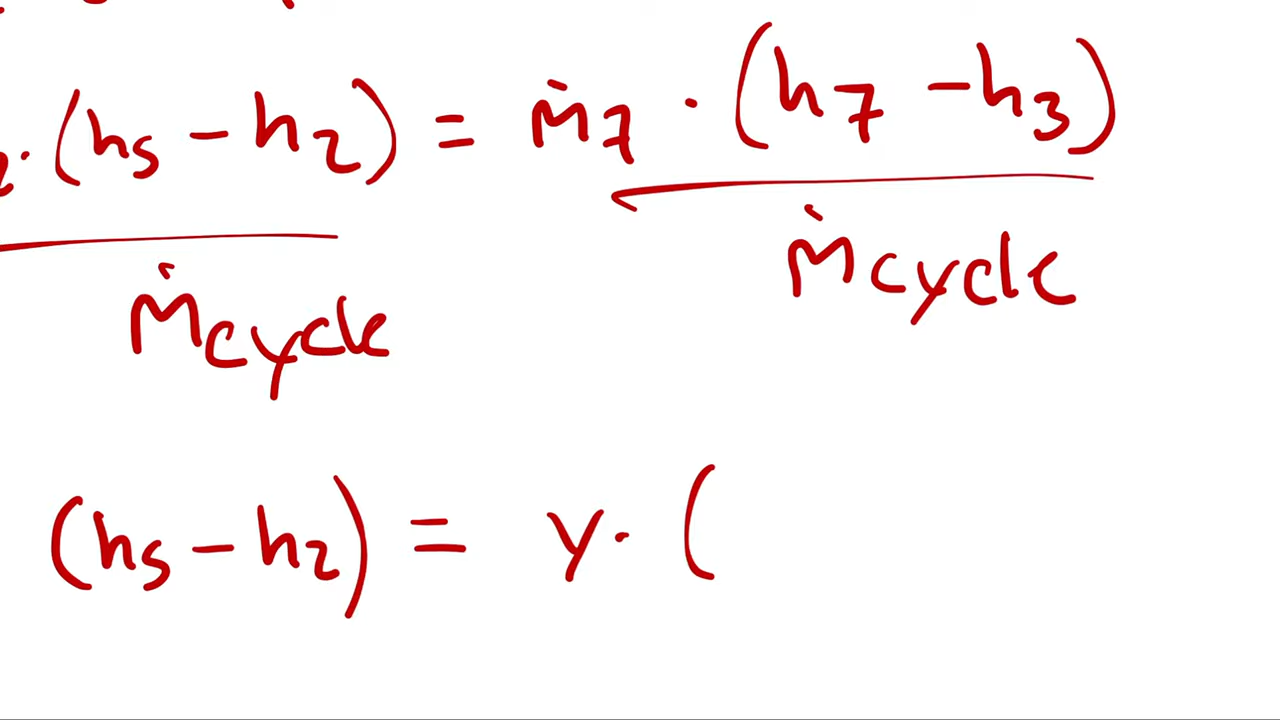 · (h5 − h2) = ṁ7 · (h7 − h3)
ṁcycle ṁcycle
(h5 − h2) = y · (